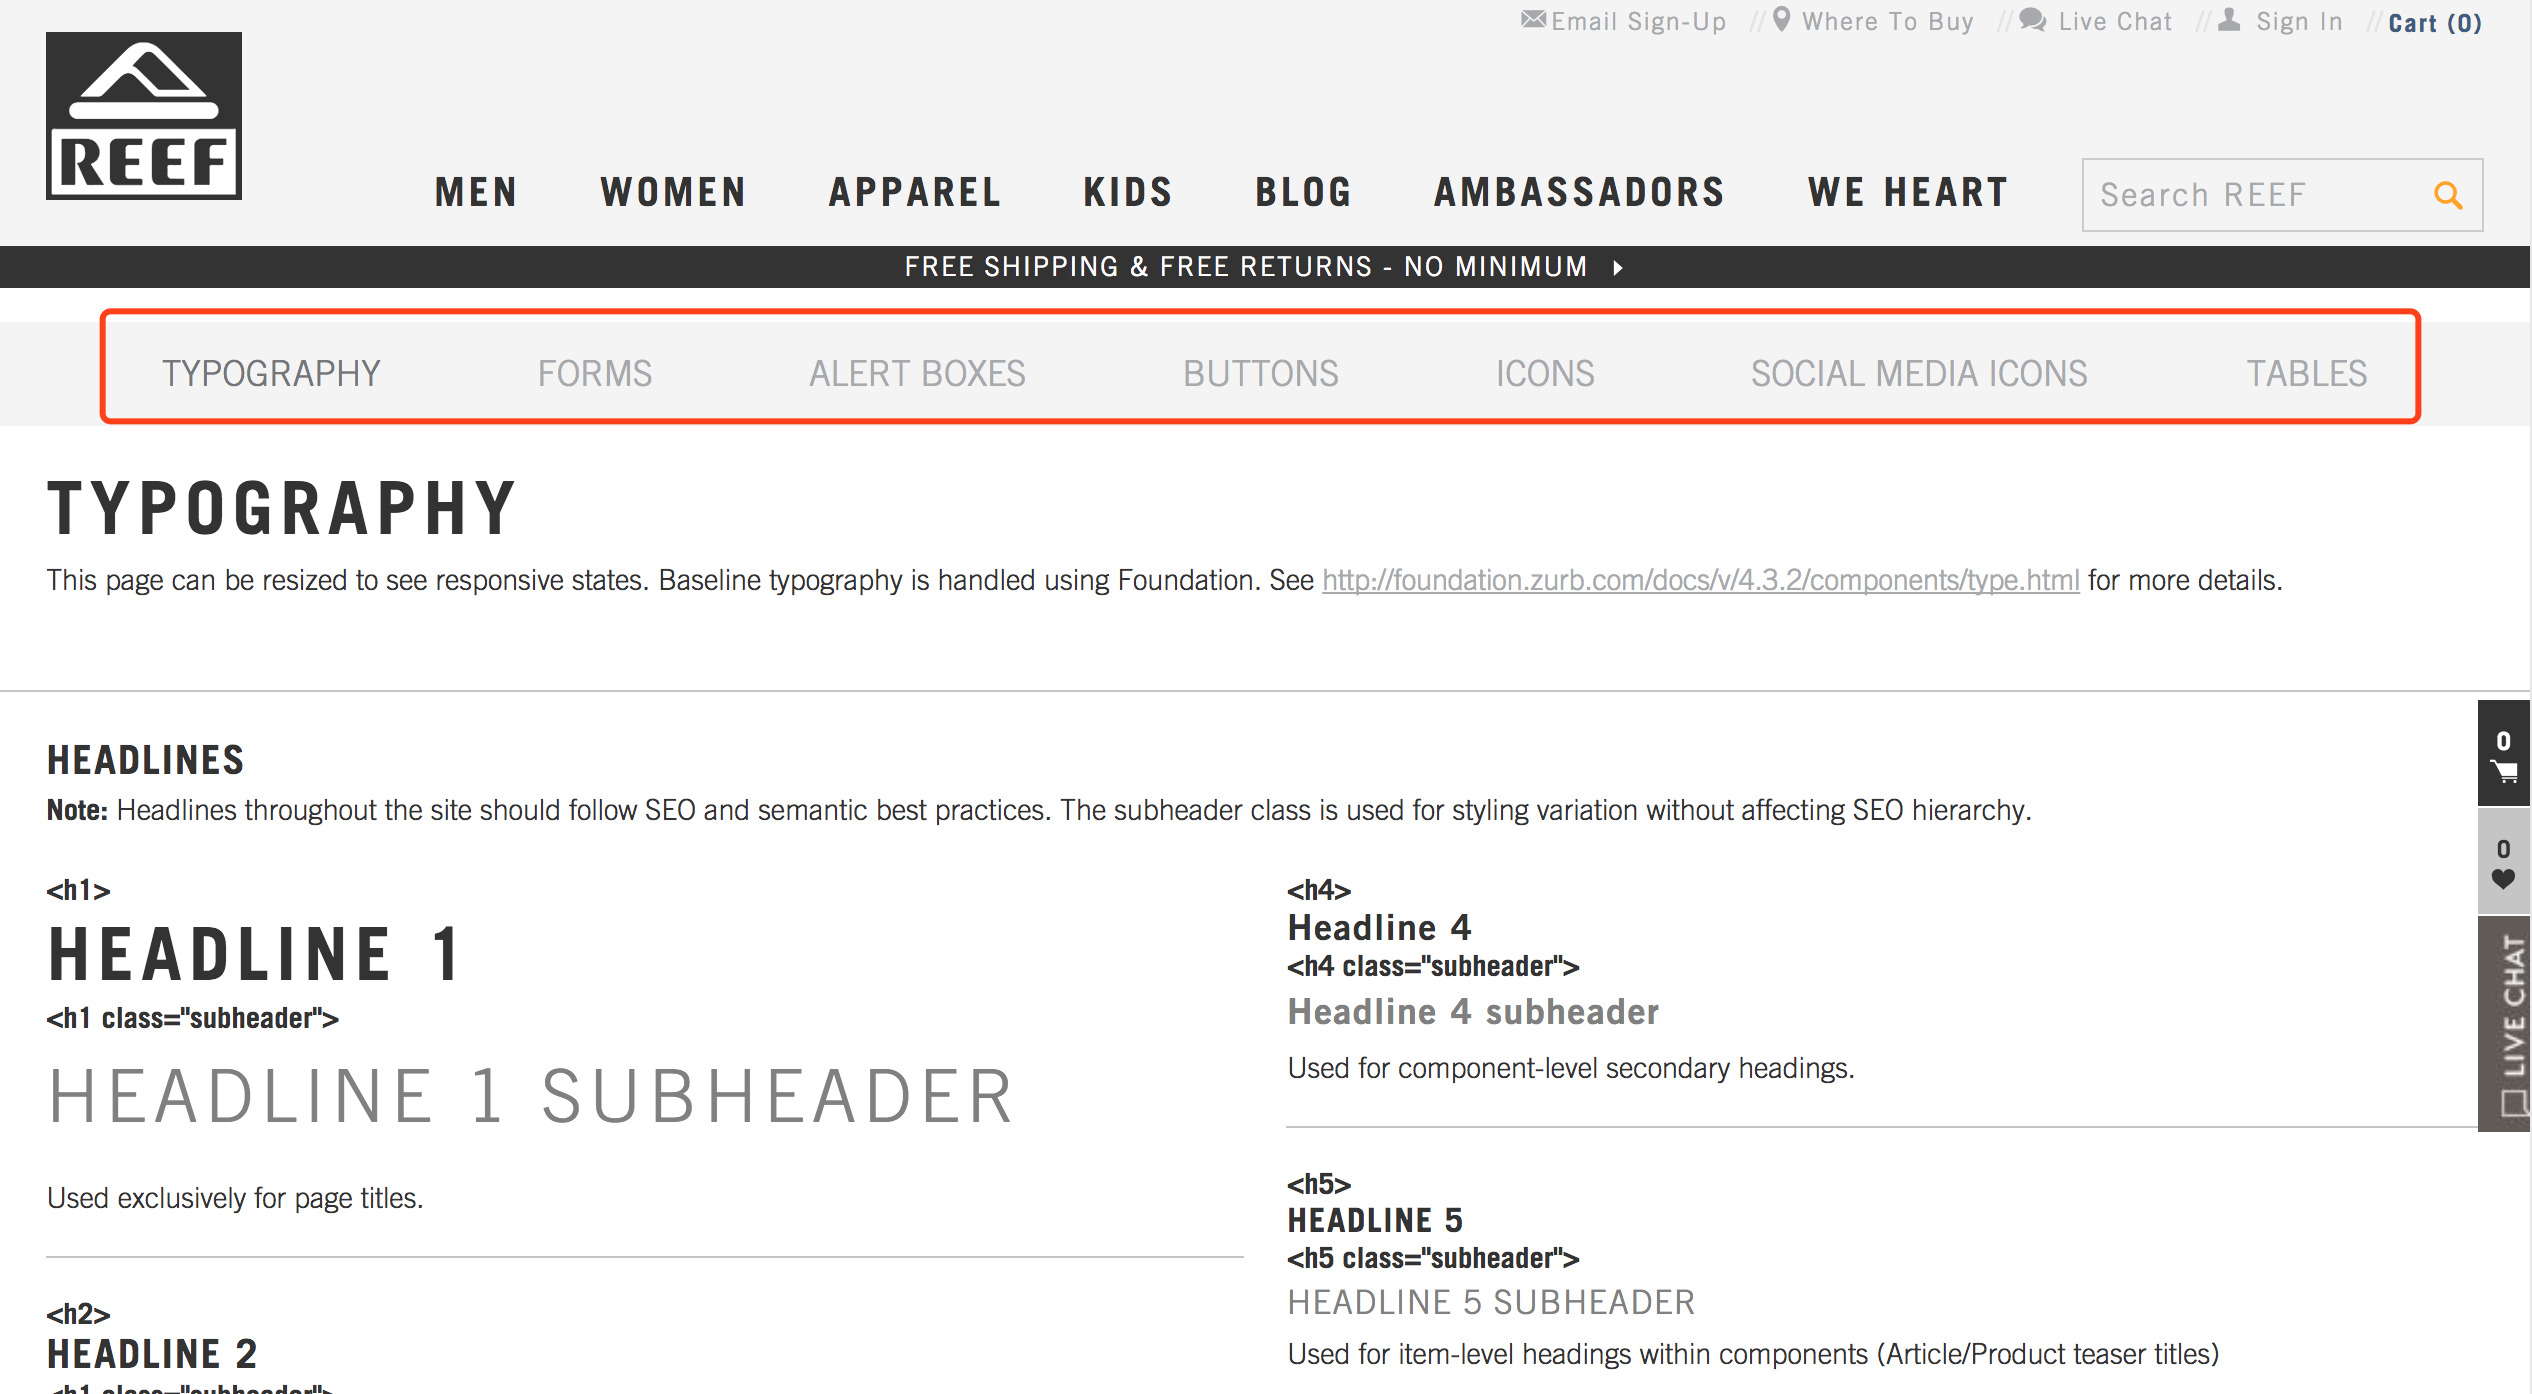 Email Sign-Up // Where To Buy // Live Chat // Sign In // Cart (0)
REEF
MEN WOMEN APPAREL KIDS BLOG AMBASSADORS WE HEART Search REEF
FREE SHIPPING & FREE RETURNS - NO MINIMUM
TYPOGRAPHY FORMS ALERT BOXES BUTTONS ICONS SOCIAL MEDIA ICONS TABLES
TYPOGRAPHY
This page can be resized to see responsive states. Baseline typography is handled using Foundation. See http://foundation.zurb.com/docs/v/4.3.2/components/type.html for more details.
HEADLINES
Note: Headlines throughout the site should follow SEO and semantic best practices. The subheader class is used for styling variation without affecting SEO hierarchy.
<h1>
HEADLINE 1
<h1 class="subheader">
HEADLINE 1 SUBHEADER
Used exclusively for page titles.
<h2>
HEADLINE 2
<h1 class="subheader">
<h4>
Headline 4
<h4 class="subheader">
Headline 4 subheader
Used for component-level secondary headings.
<h5>
HEADLINE 5
<h5 class="subheader">
HEADLINE 5 SUBHEADER
Used for item-level headings within components (Article/Product teaser titles)
0
0
LIVE CHAT